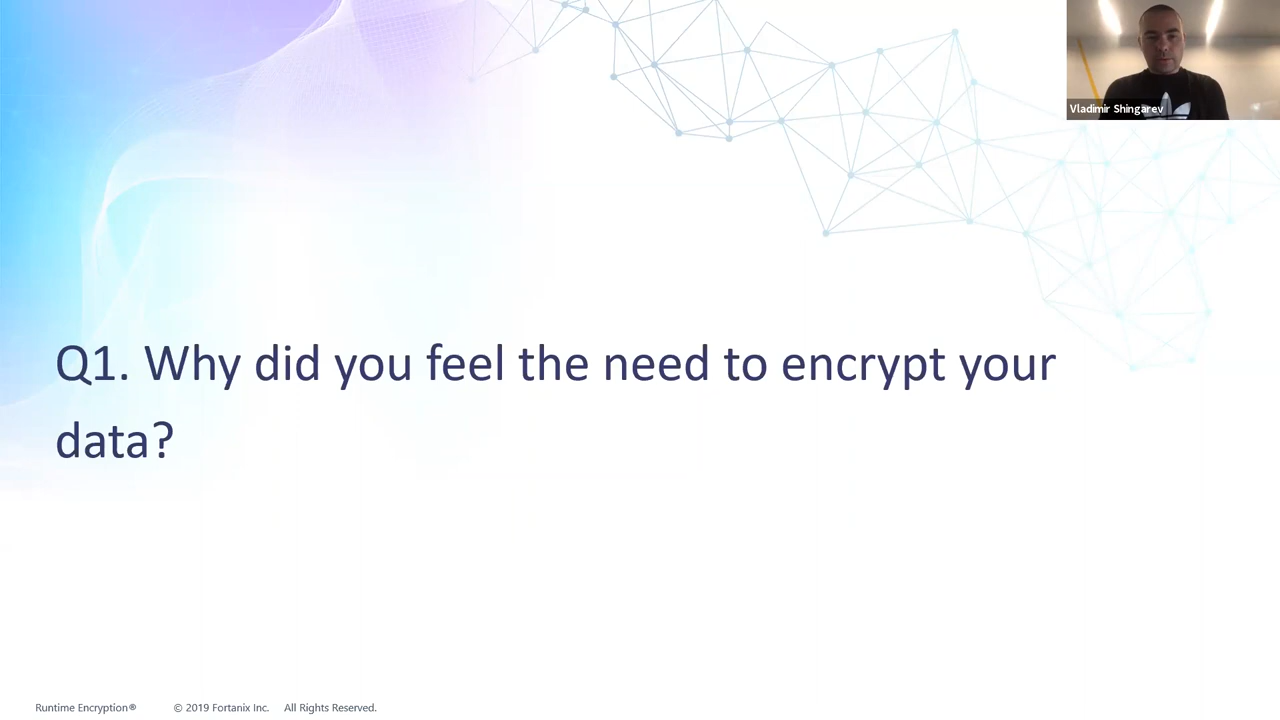 Vladimir Shingarev
Q1. Why did you feel the need to encrypt your
data?
Runtime Encryption® © 2019 Fortanix Inc. All Rights Reserved.